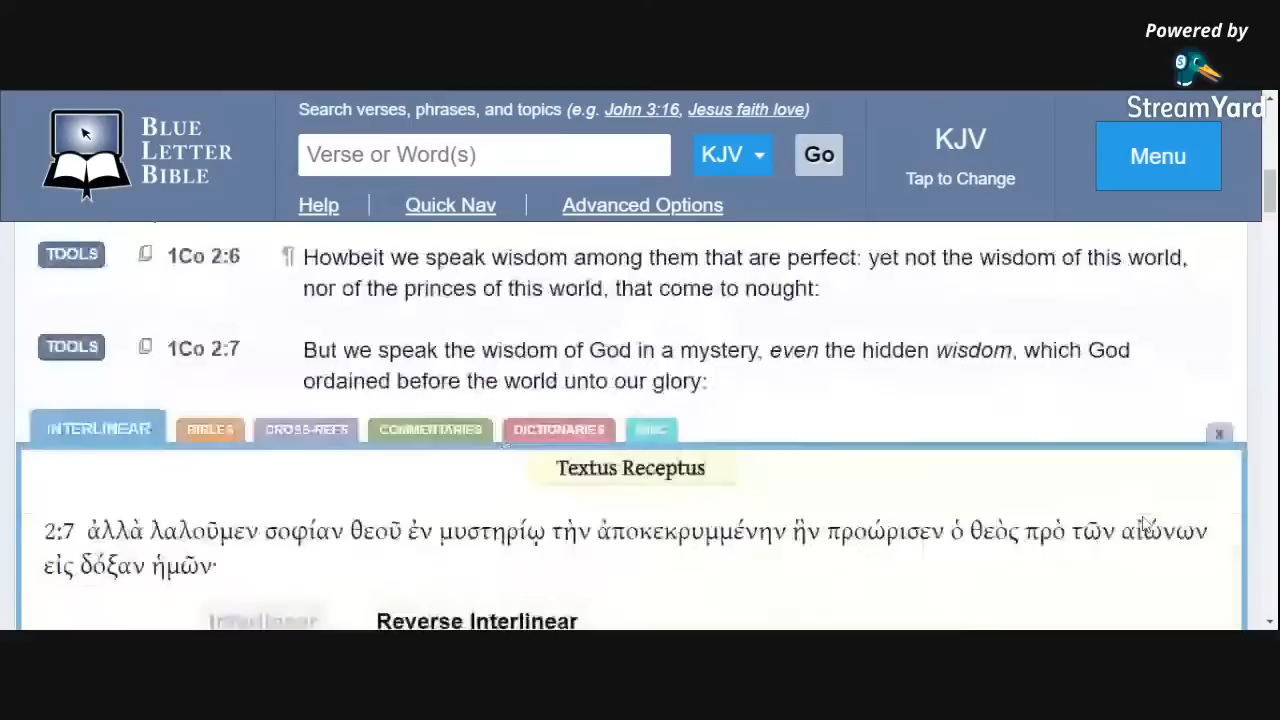 Powered by
StreamYard
BLUE
LETTER
BIBLE
Search verses, phrases, and topics (e.g. John 3:16, Jesus faith love)
Verse or Word(s)
KJV
Go
KJV
Tap to Change
Menu
Help
Quick Nav
Advanced Options
TOOLS 1Co 2:6 ¶ Howbeit we speak wisdom among them that are perfect: yet not the wisdom of this world,
nor of the princes of this world, that come to nought:
TOOLS 1Co 2:7 But we speak the wisdom of God in a mystery, even the hidden wisdom, which God
ordained before the world unto our glory:
INTERLINEAR BIBLES CROSS-REFS COMMENTARIES DICTIONARIES MISC
Textus Receptus
2:7 ἀλλὰ λαλοῦμεν σοφίαν θεοῦ ἐν μυστηρίῳ τὴν ἀποκεκρυμμένην ἣν προώρισεν ὁ θεὸς πρὸ τῶν αἰώνων
εἰς δόξαν ἡμῶν·
Interlinear Reverse Interlinear